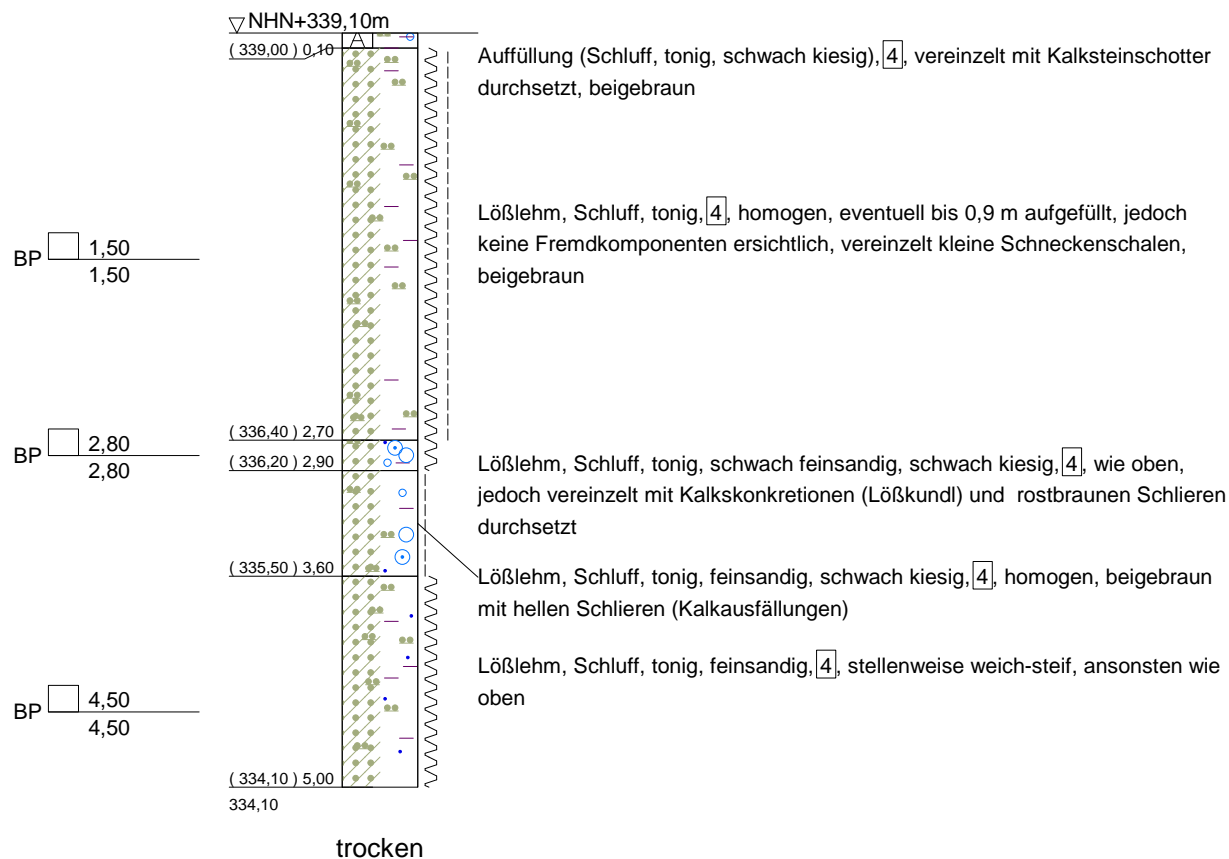 NHN+339,10m
A
( 339,00 ) 0,10
Auffüllung (Schluff, tonig, schwach kiesig), 4, vereinzelt mit Kalksteinschotter
durchsetzt, beigebraun
Lößlehm, Schluff, tonig, 4, homogen, eventuell bis 0,9 m aufgefüllt, jedoch
keine Fremdkomponenten ersichtlich, vereinzelt kleine Schneckenschalen,
beigebraun
BP 1,50
1,50
( 336,40 ) 2,70
BP 2,80
2,80
( 336,20 ) 2,90
Lößlehm, Schluff, tonig, schwach feinsandig, schwach kiesig, 4, wie oben,
jedoch vereinzelt mit Kalkskonkretionen (Lößkundl) und rostbraunen Schlieren
durchsetzt
( 335,50 ) 3,60
Lößlehm, Schluff, tonig, feinsandig, schwach kiesig, 4, homogen, beigebraun
mit hellen Schlieren (Kalkausfällungen)
Lößlehm, Schluff, tonig, feinsandig, 4, stellenweise weich-steif, ansonsten wie
oben
BP 4,50
4,50
( 334,10 ) 5,00
334,10
trocken